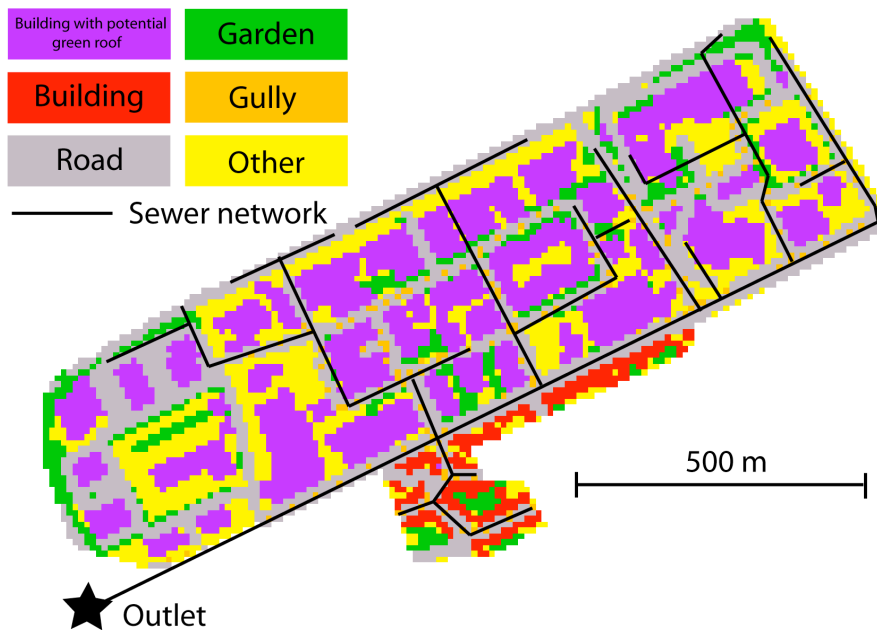 Building with potential
green roof
Garden
Building
Gully
Road
Other
Sewer network
500 m
Outlet